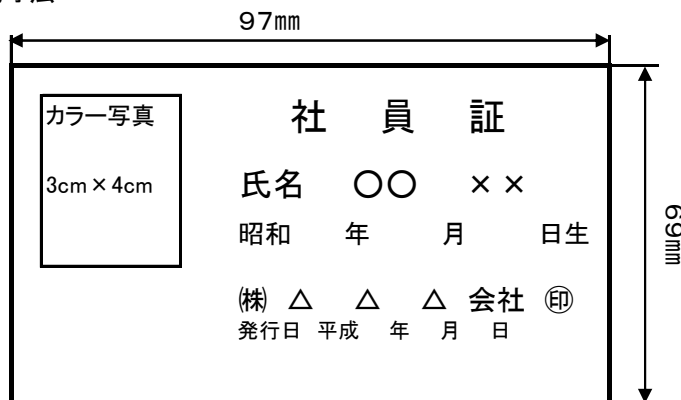 97㎜
カラー写真
3cm×4cm
社 員 証
氏名 ○○ ××
昭和 年 月 日生
㈱ △ △ △ 会社 ㊞
発行日 平成 年 月 日
69㎜